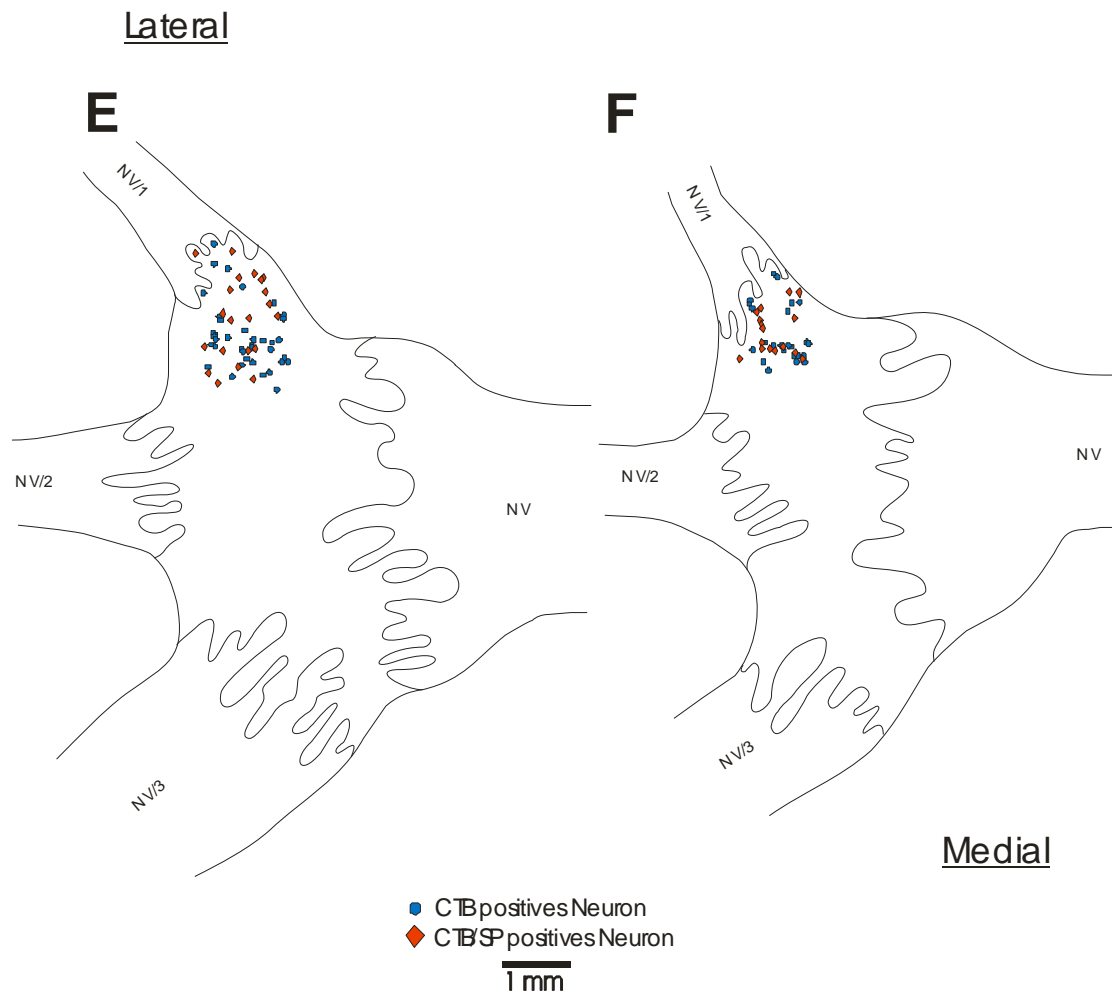 Lateral
E
F
NV/1
NV/1
NV/2
NV/2
NV
NV
NV/3
NV/3
Medial
CTB positives Neuron
CTB/SP positives Neuron
1 mm